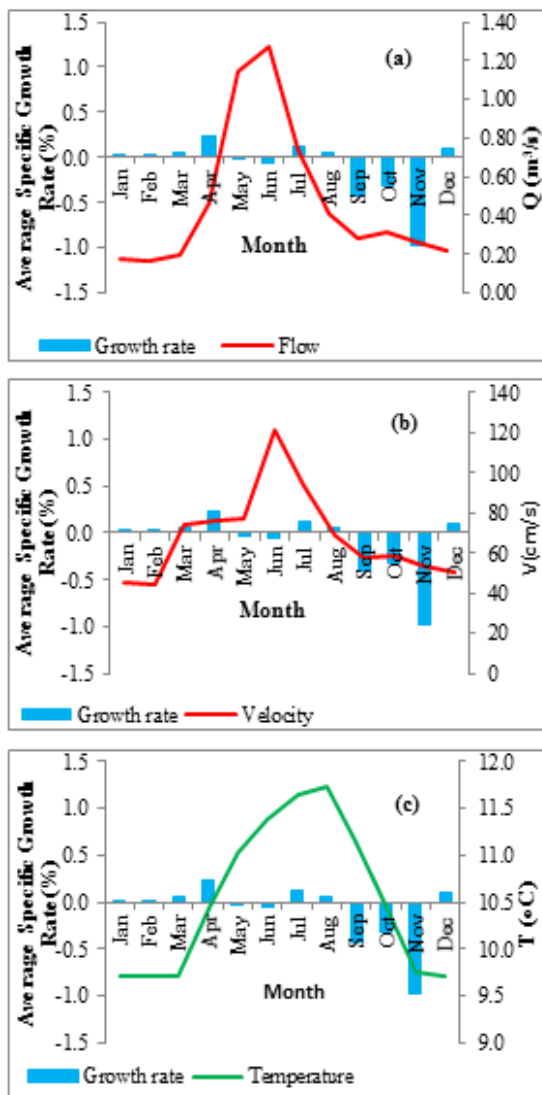 (a)
Average Specific Growth
Rate (%)
1.5
1.0
0.5
0.0
-0.5
-1.0
-1.5
Jan Feb Mar Apr May Jun Jul Aug Sep Oct Nov Dec
Month
Q (m³/s)
1.40
1.20
1.00
0.80
0.60
0.40
0.20
0.00
Growth rate Flow
(b)
Average Specific Growth
Rate (%)
1.5
1.0
0.5
0.0
-0.5
-1.0
-1.5
Jan Feb Mar Apr May Jun Jul Aug Sep Oct Nov Dec
Month
V(cm/s)
140
120
100
80
60
40
20
0
Growth rate Velocity
(c)
Average Specific Growth
Rate (%)
1.5
1.0
0.5
0.0
-0.5
-1.0
-1.5
Jan Feb Mar Apr May Jun Jul Aug Sep Oct Nov Dec
Month
T (oC)
12.0
11.5
11.0
10.5
10.0
9.5
9.0
Growth rate Temperature